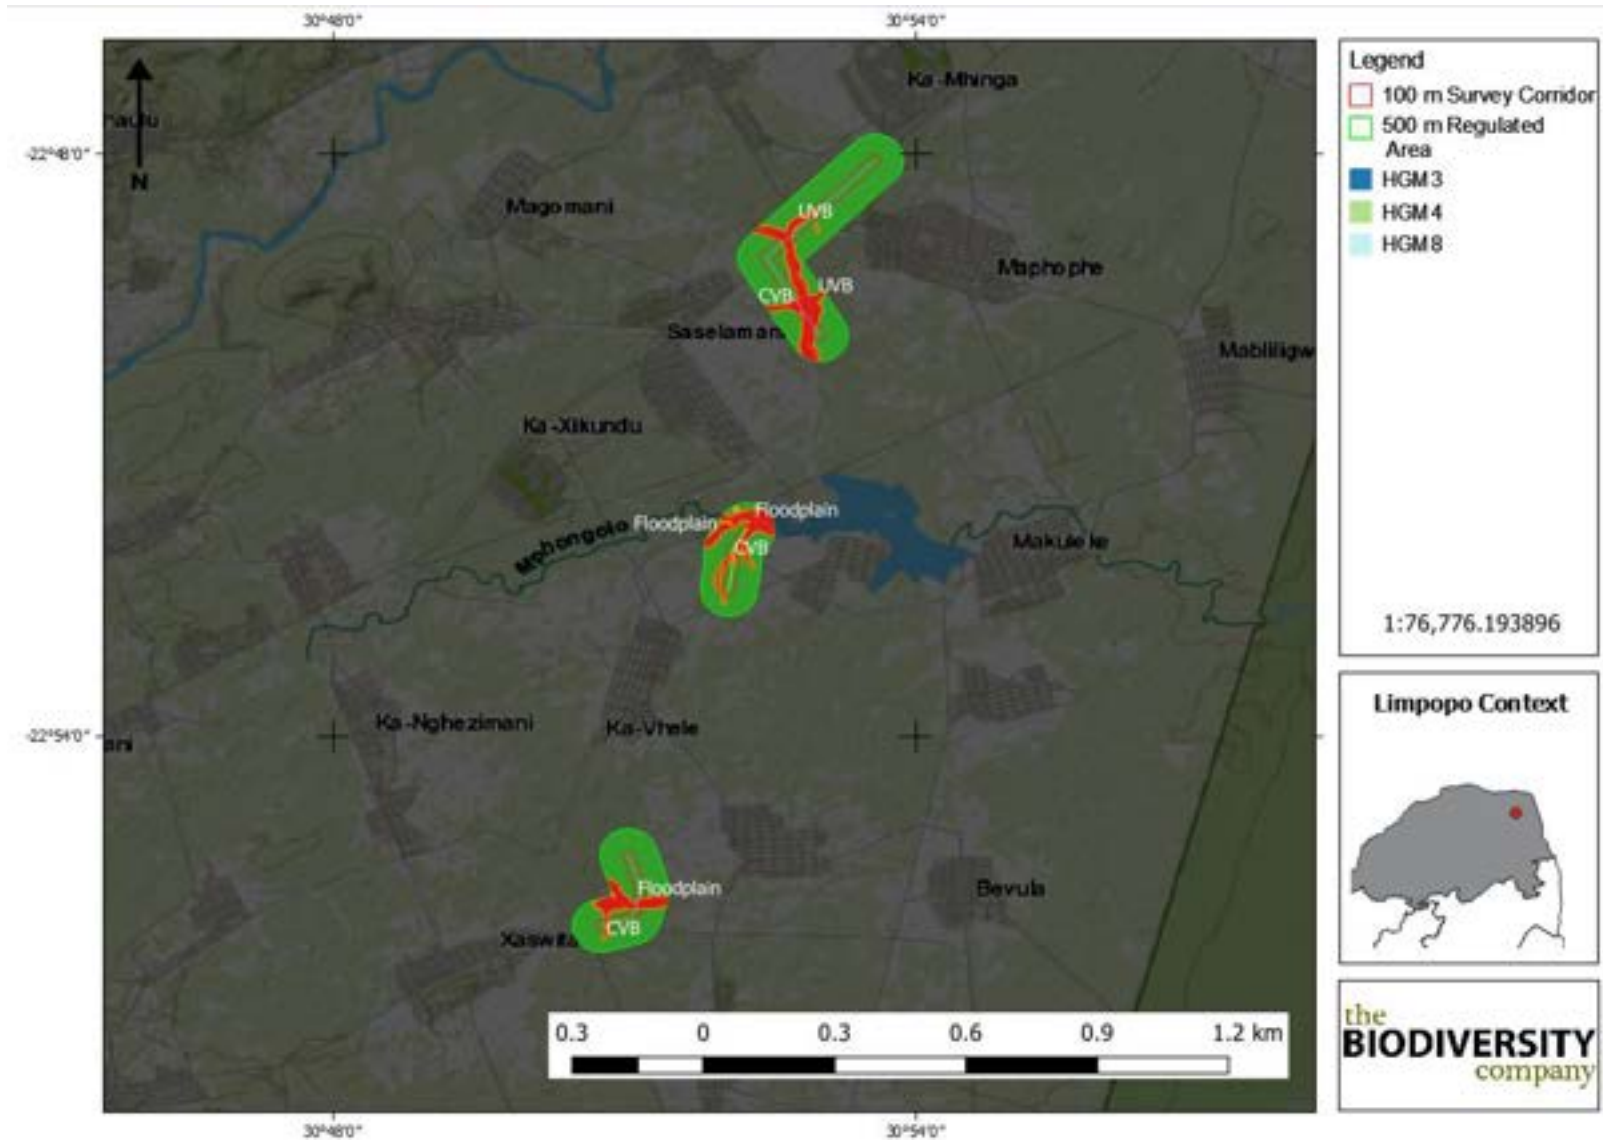 30°48'0"
30°54'0"
N
-22°48'0"
-22°54'0"
Ka-Mhinga
Magomani
UVB
Maphophe
UVB
CVB
Saselamani
Mabiligw
Ka-Xikundu
Floodplain
Floodplain
Mphongolo
CVB
Makuleke
Ka-Nghezimani
Ka-Vhele
ani
Floodplain
Bevula
CVB
Xaswita
0.3 0 0.3 0.6 0.9 1.2 km
30°48'0"
30°54'0"
Legend
100 m Survey Corridor
500 m Regulated
Area
HGM 3
HGM 4
HGM 8
1:76,776.193896
Limpopo Context
the
BIODIVERSITY
company